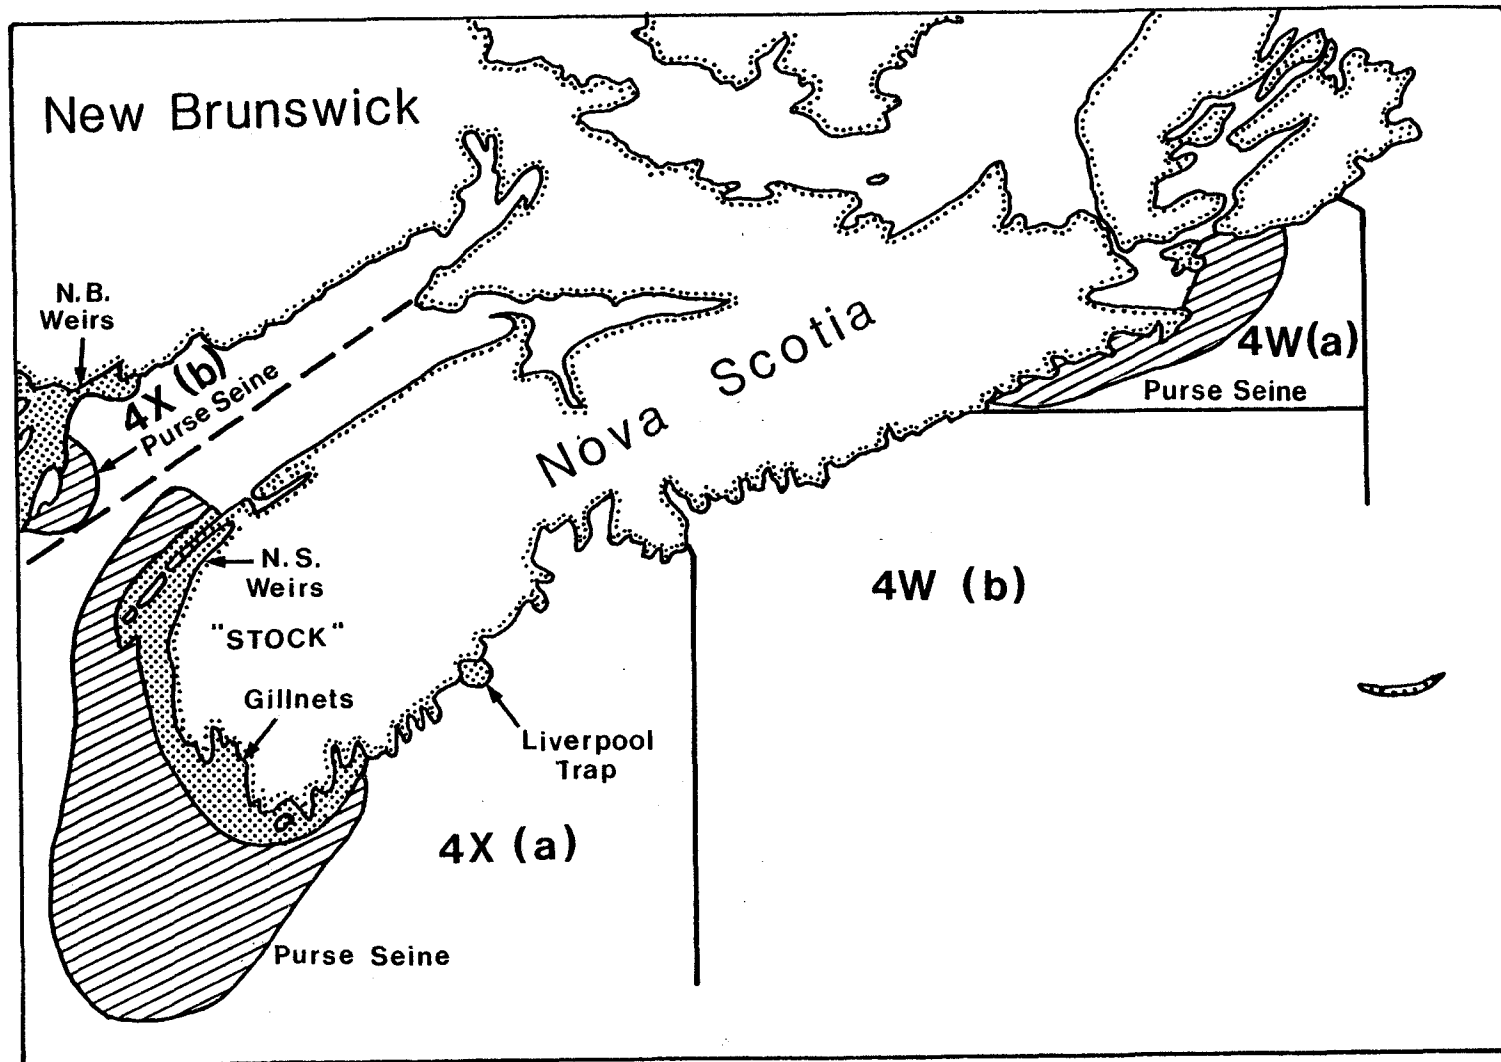 New Brunswick
N.B.
Weirs
4X (b)
Purse Seine
Nova Scotia
4W(a)
Purse Seine
N.S.
Weirs
"STOCK"
Gillnets
4W (b)
Liverpool
Trap
4X (a)
Purse Seine